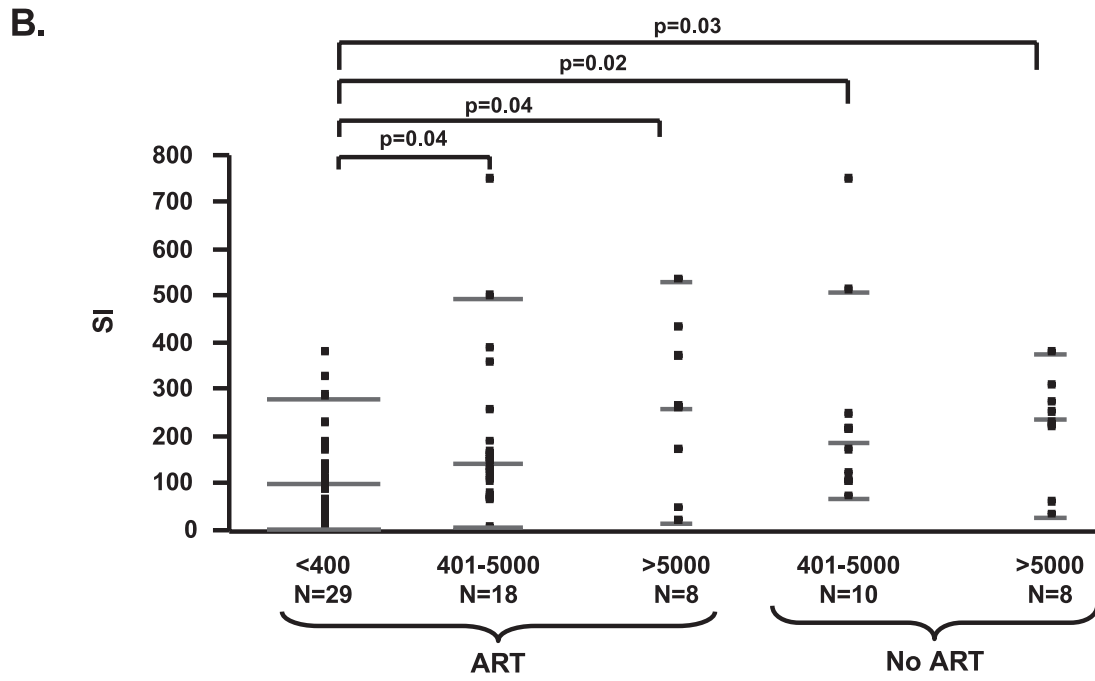 B.
p=0.03
p=0.02
p=0.04
p=0.04
800
700
600
500
400
300
200
100
0
SI
<400 401-5000 >5000 401-5000 >5000
N=29 N=18 N=8 N=10 N=8
ART No ART